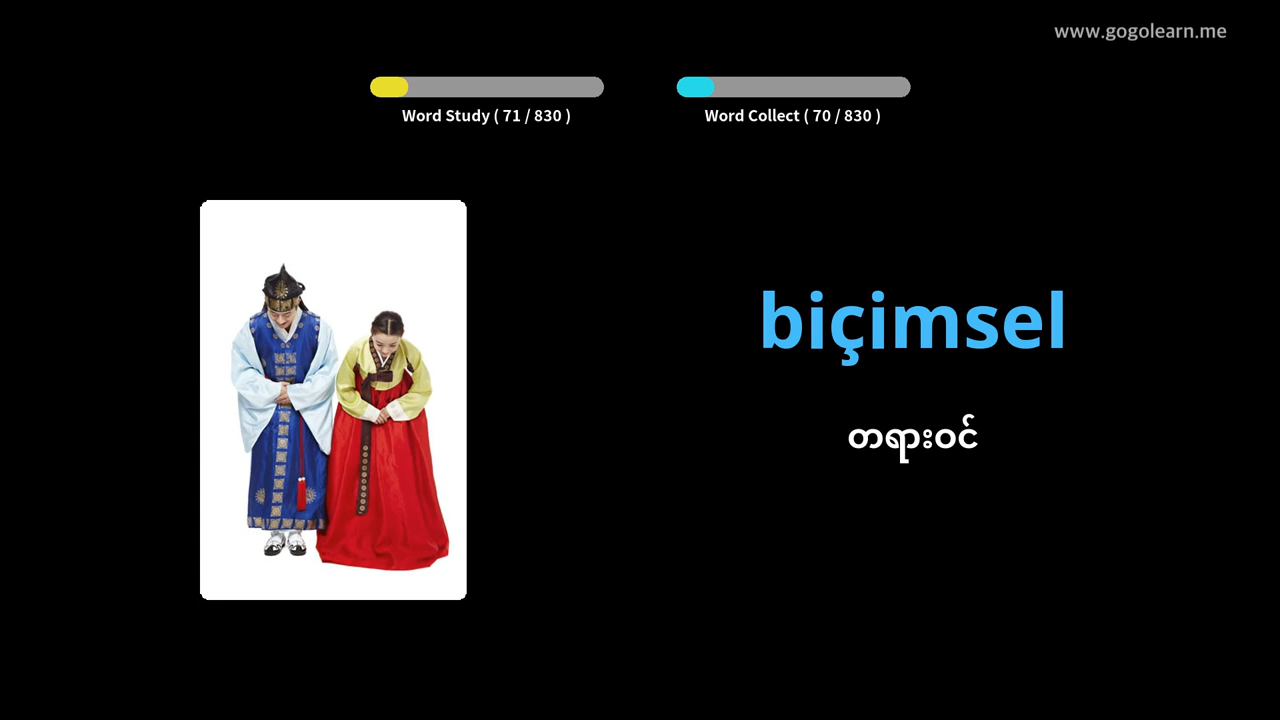 www.gogolearn.me
Word Study ( 71 / 830 )
Word Collect ( 70 / 830 )
biçimsel
တရားဝင်